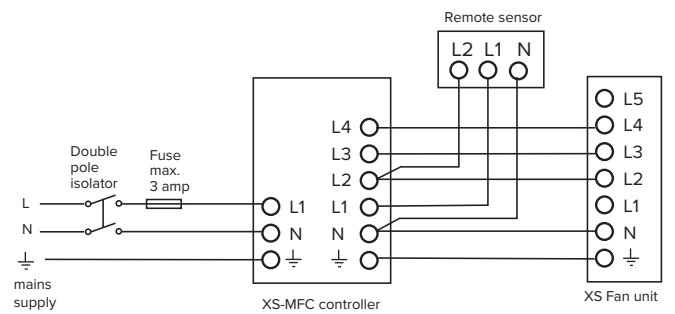 Remote sensor
L2 L1 N
Double
pole
isolator
Fuse
max.
3 amp
L
N
mains
supply
L1
N
L4
L3
L2
L1
N
XS-MFC controller
L5
L4
L3
L2
L1
N
XS Fan unit